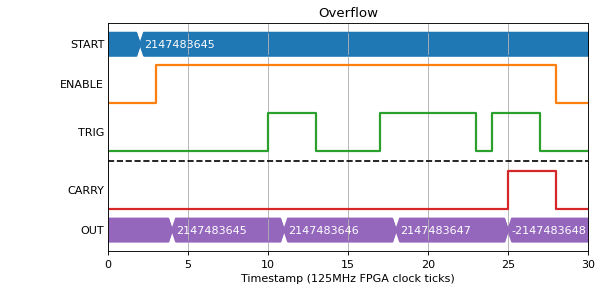 Overflow
START 2147483645
ENABLE
TRIG
CARRY
OUT 2147483645 2147483646 2147483647 -2147483648
0 5 10 15 20 25 30
Timestamp (125MHz FPGA clock ticks)